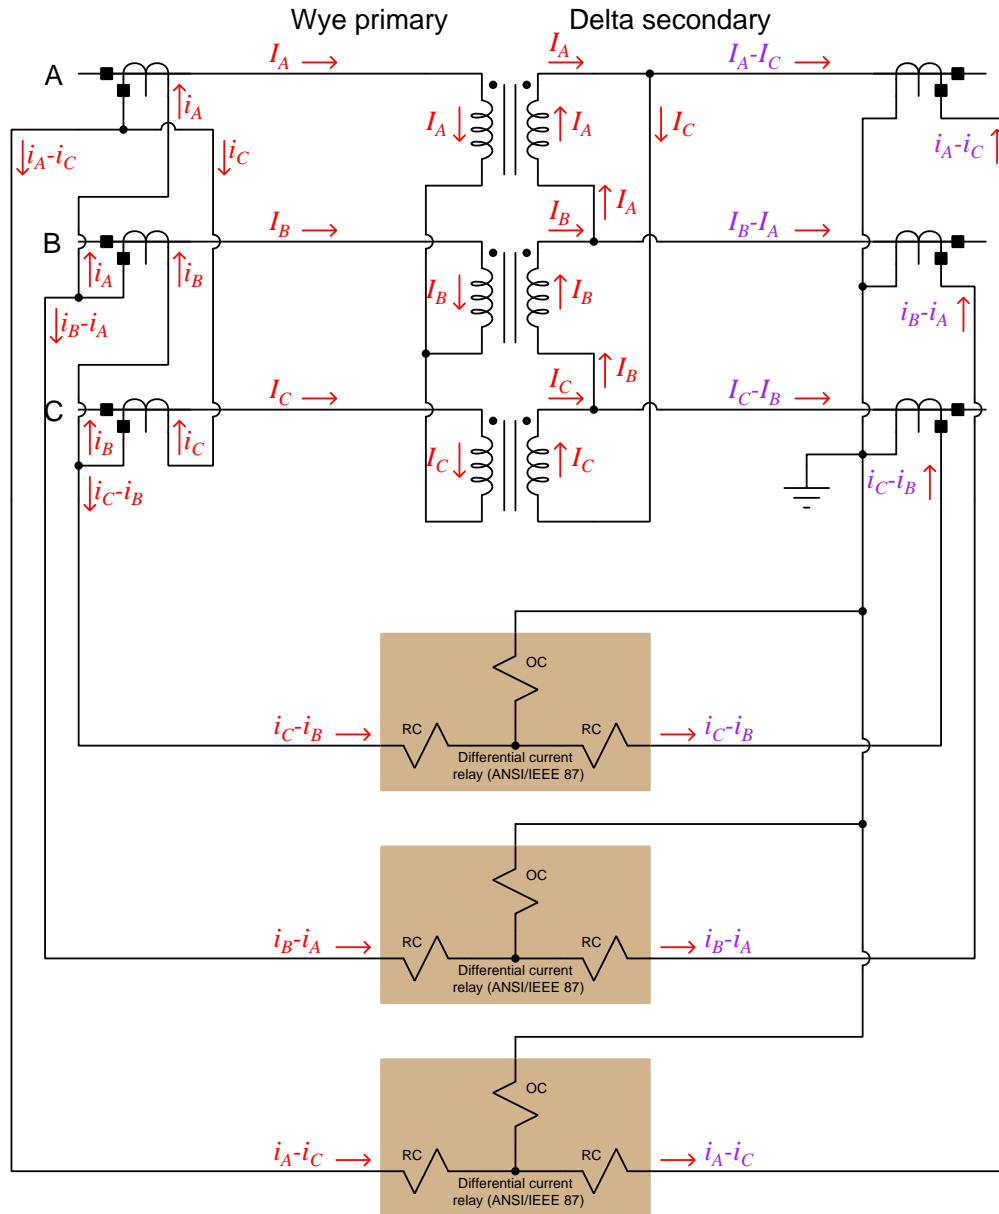 Wye primary Delta secondary
A I_A I_A I_A-I_C
i_A I_A I_A I_C
i_A-i_C i_C i_A-i_C
I_A
B I_B I_B I_B-I_A
i_A i_B I_B I_B i_B-i_A
i_B-i_A
I_B
C I_C I_C I_C-I_B
i_B i_C I_C I_C i_C-i_B
i_C-i_B
OC
i_C-i_B RC RC i_C-i_B
Differential current
relay (ANSI/IEEE 87)
OC
i_B-i_A RC RC i_B-i_A
Differential current
relay (ANSI/IEEE 87)
OC
i_A-i_C RC RC i_A-i_C
Differential current
relay (ANSI/IEEE 87)